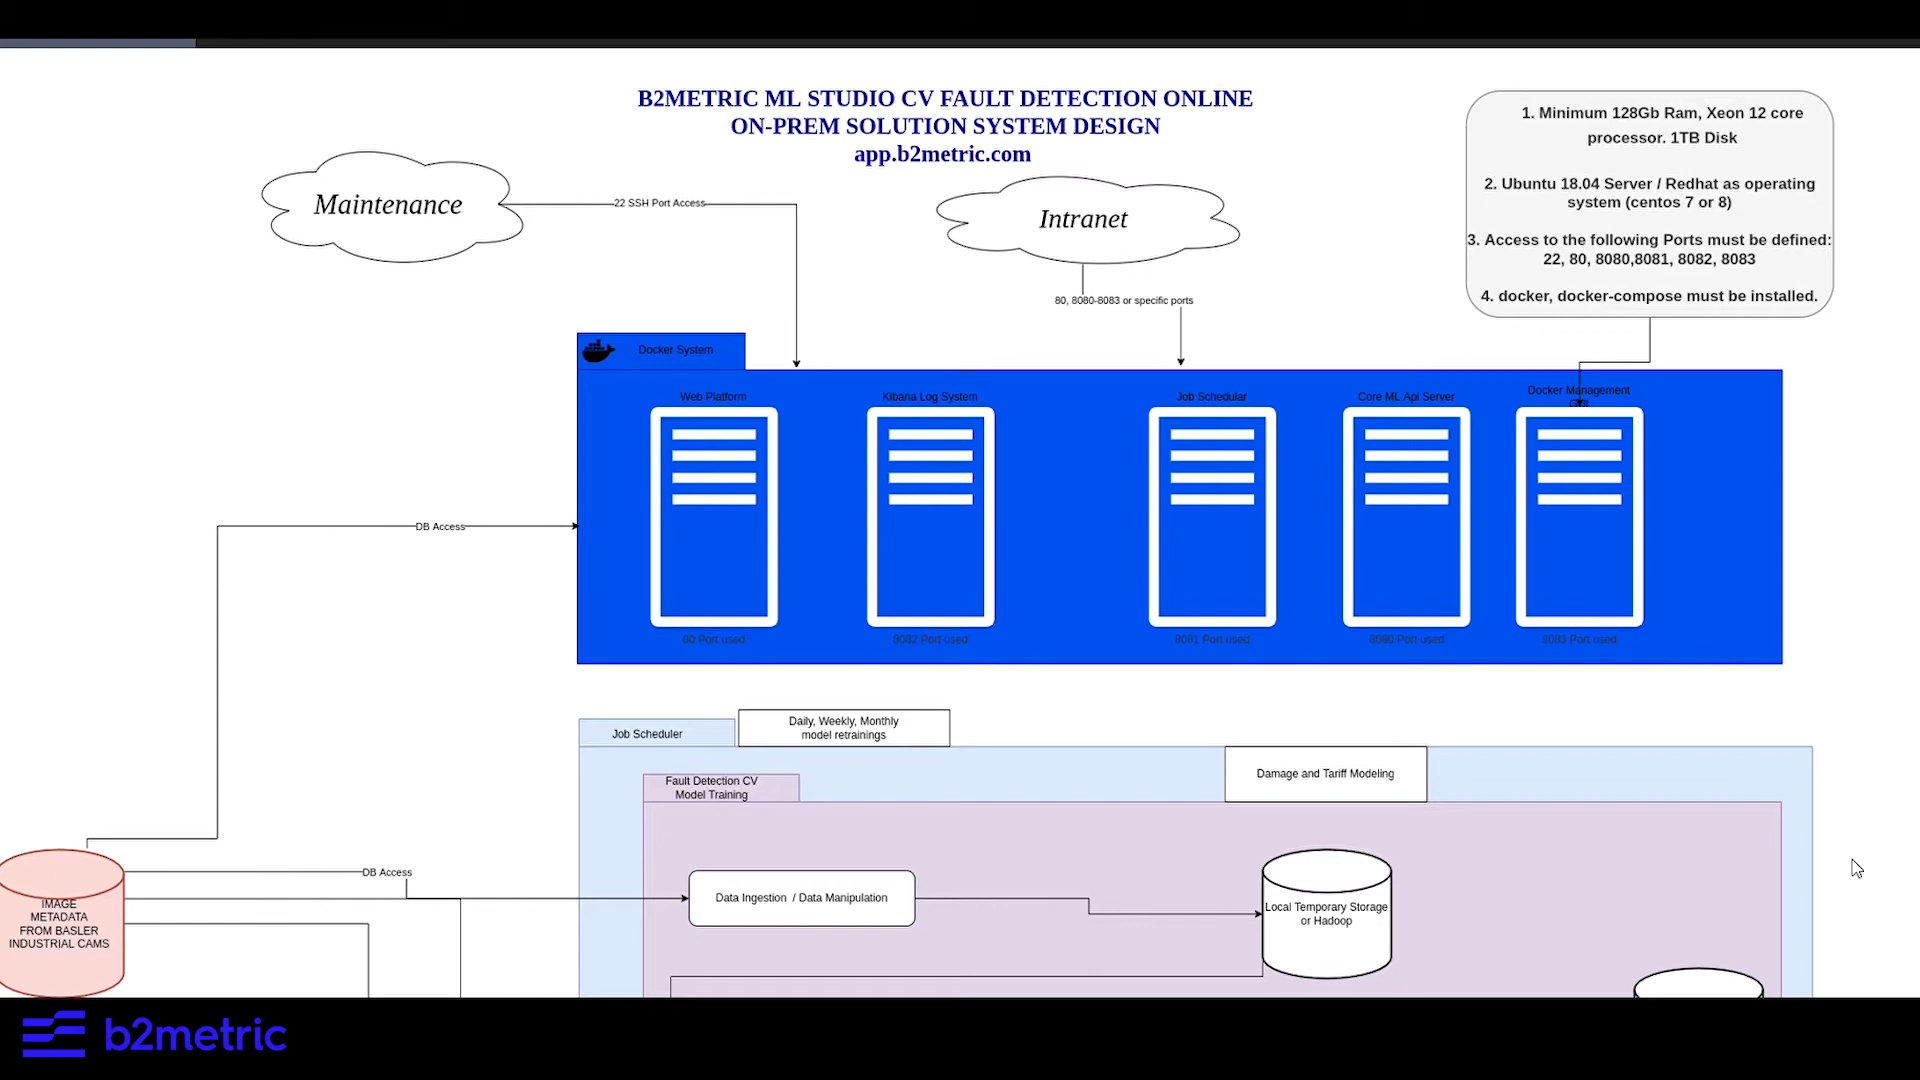 B2METRIC ML STUDIO CV FAULT DETECTION ONLINE
ON-PREM SOLUTION SYSTEM DESIGN
app.b2metric.com
1. Minimum 128Gb Ram, Xeon 12 core
processor. 1TB Disk
2. Ubuntu 18.04 Server / Redhat as operating
system (centos 7 or 8)
3. Access to the following Ports must be defined:
22, 80, 8080,8081, 8082, 8083
4. docker, docker-compose must be installed.
Maintenance
22 SSH Port Access
Intranet
80, 8080-8083 or specific ports
Docker System
Web Platform
Kibana Log System
Job Schedular
Core ML Api Server
Docker Management
80 Port used
8082 Port used
8081 Port used
8080 Port used
8083 Port used
DB Access
Job Scheduler
Daily, Weekly, Monthly
model retrainings
Damage and Tariff Modeling
Fault Detection CV
Model Training
DB Access
Data Ingestion / Data Manipulation
Local Temporary Storage
or Hadoop
IMAGE
METADATA
FROM BASLER
INDUSTRIAL CAMS
b2metric